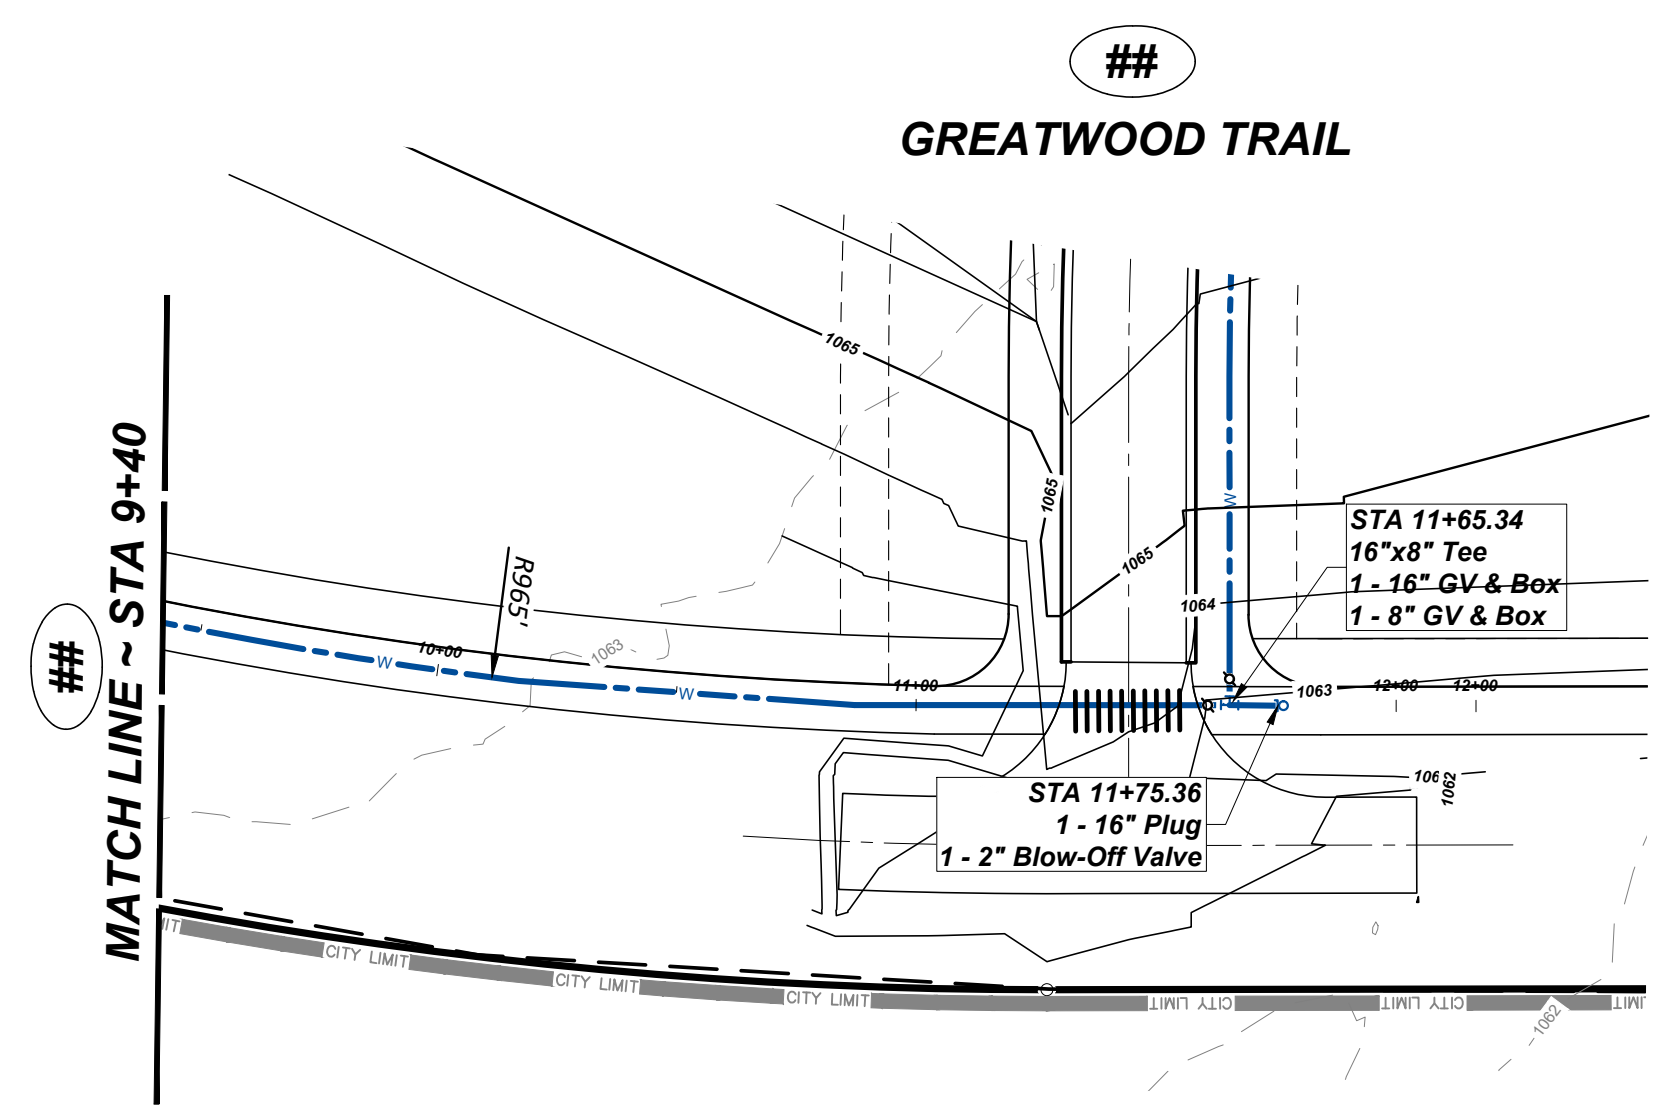 ##
GREATWOOD TRAIL
1065
MATCH LINE ~ STA 9+40
##
1065
1065
STA 11+65.34
16"x8" Tee
1 - 16" GV & Box
1 - 8" GV & Box
W
R965'
1064
10+00
1063
W
W
11+00
1063
12+00
12+00
STA 11+75.36
1 - 16" Plug
1 - 2" Blow-Off Valve
106
1062
MIT
CITY LIMIT
CITY LIMIT
CITY LIMIT
CITY LIMIT
CITY LIMIT
LIMI
1062